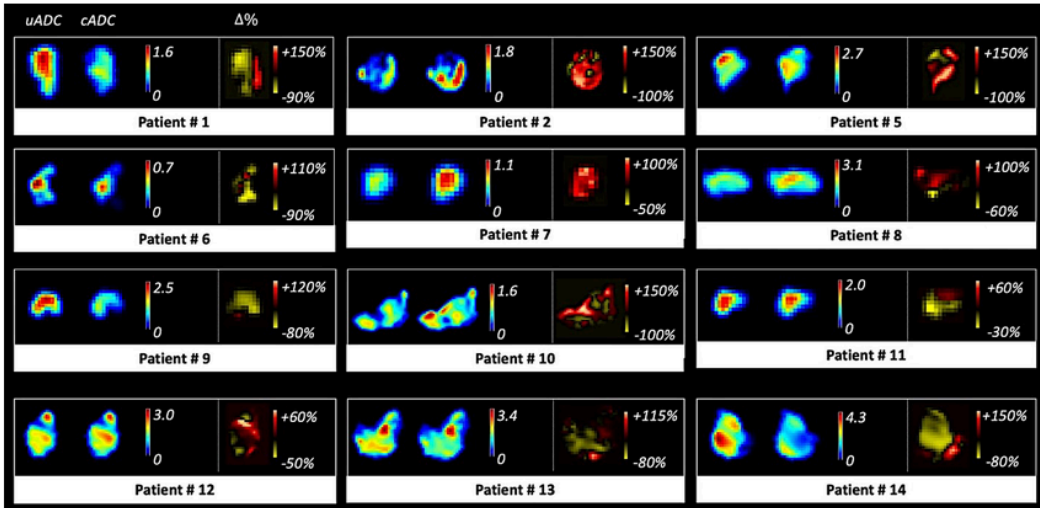 uADC cADC Δ%
1.6 +150%
0 -90%
Patient # 1
1.8 +150%
0 -100%
Patient # 2
2.7 +150%
0 -100%
Patient # 5
0.7 +110%
0 -90%
Patient # 6
1.1 +100%
0 -50%
Patient # 7
3.1 +100%
0 -60%
Patient # 8
2.5 +120%
0 -80%
Patient # 9
1.6 +150%
0 -100%
Patient # 10
2.0 +60%
0 -30%
Patient # 11
3.0 +60%
0 -50%
Patient # 12
3.4 +115%
0 -80%
Patient # 13
4.3 +150%
0 -80%
Patient # 14